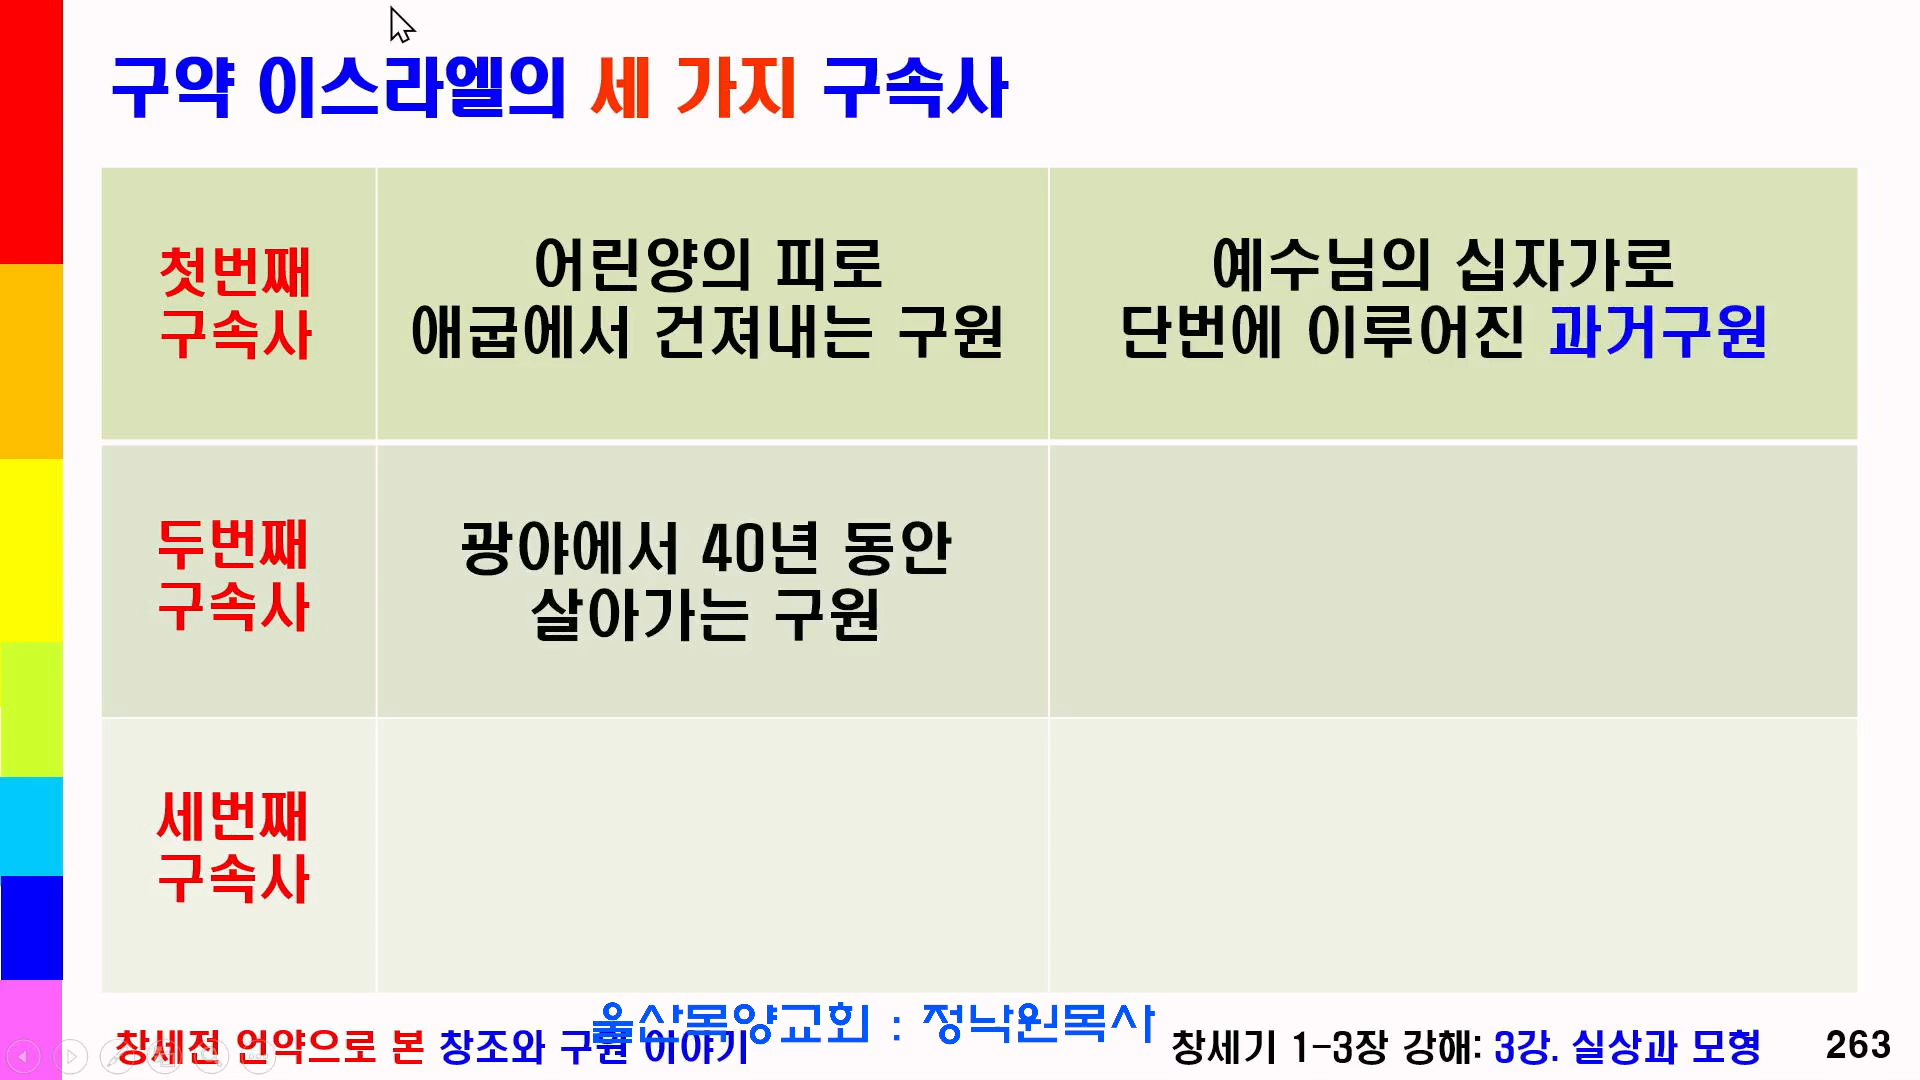 구약 이스라엘의 세 가지 구속사
첫번째
구속사
어린양의 피로
애굽에서 건져내는 구원
예수님의 십자가로
단번에 이루어진 과거구원
두번째
구속사
광야에서 40년 동안
살아가는 구원
세번째
구속사
울산목양교회 : 정낙원목사
창세전 언약으로 본 창조와 구원 이야기
창세기 1-3장 강해: 3강. 실상과 모형
263